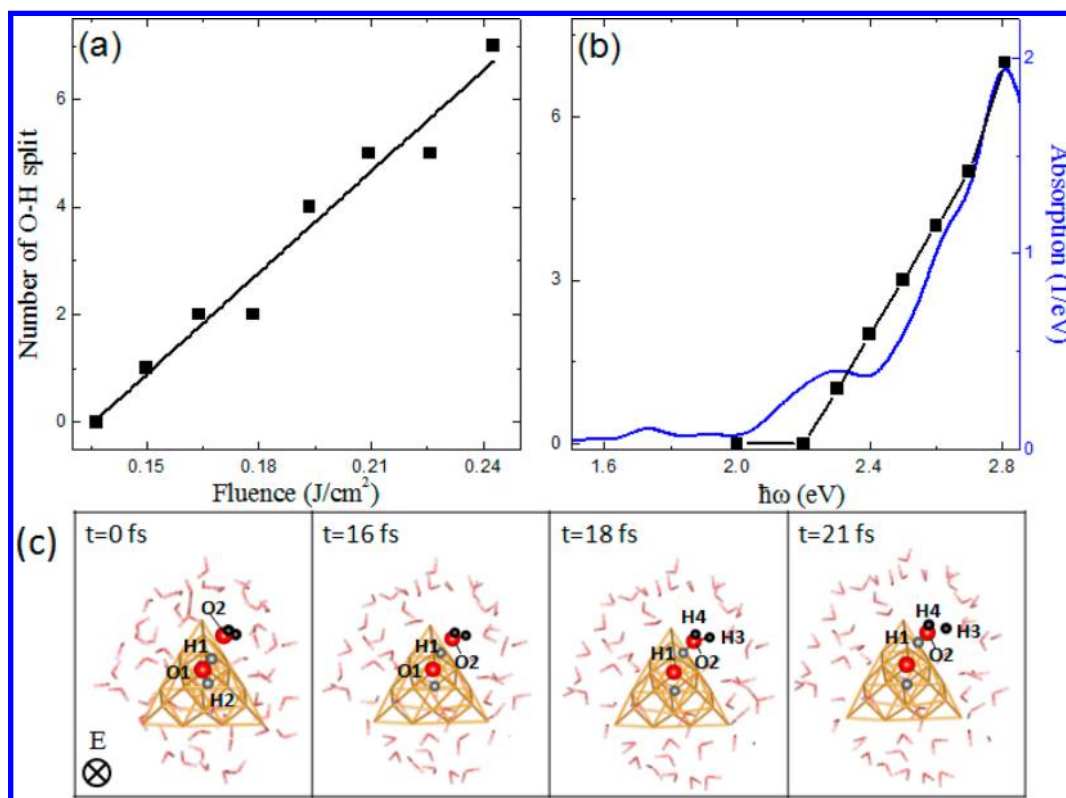 (a)
Number of O-H split
6
4
2
0
0.15 0.18 0.21 0.24
Fluence (J/cm²)
(b)
6
3
0
1.6 2.0 2.4 2.8
ħω (eV)
2
1
0
Absorption (1/eV)
(c)
t=0 fs
O2
H1
O1
H2
E
t=16 fs
H1
O1
O2
t=18 fs
H4
H3
H1
O2
t=21 fs
H4
H3
H1
O2